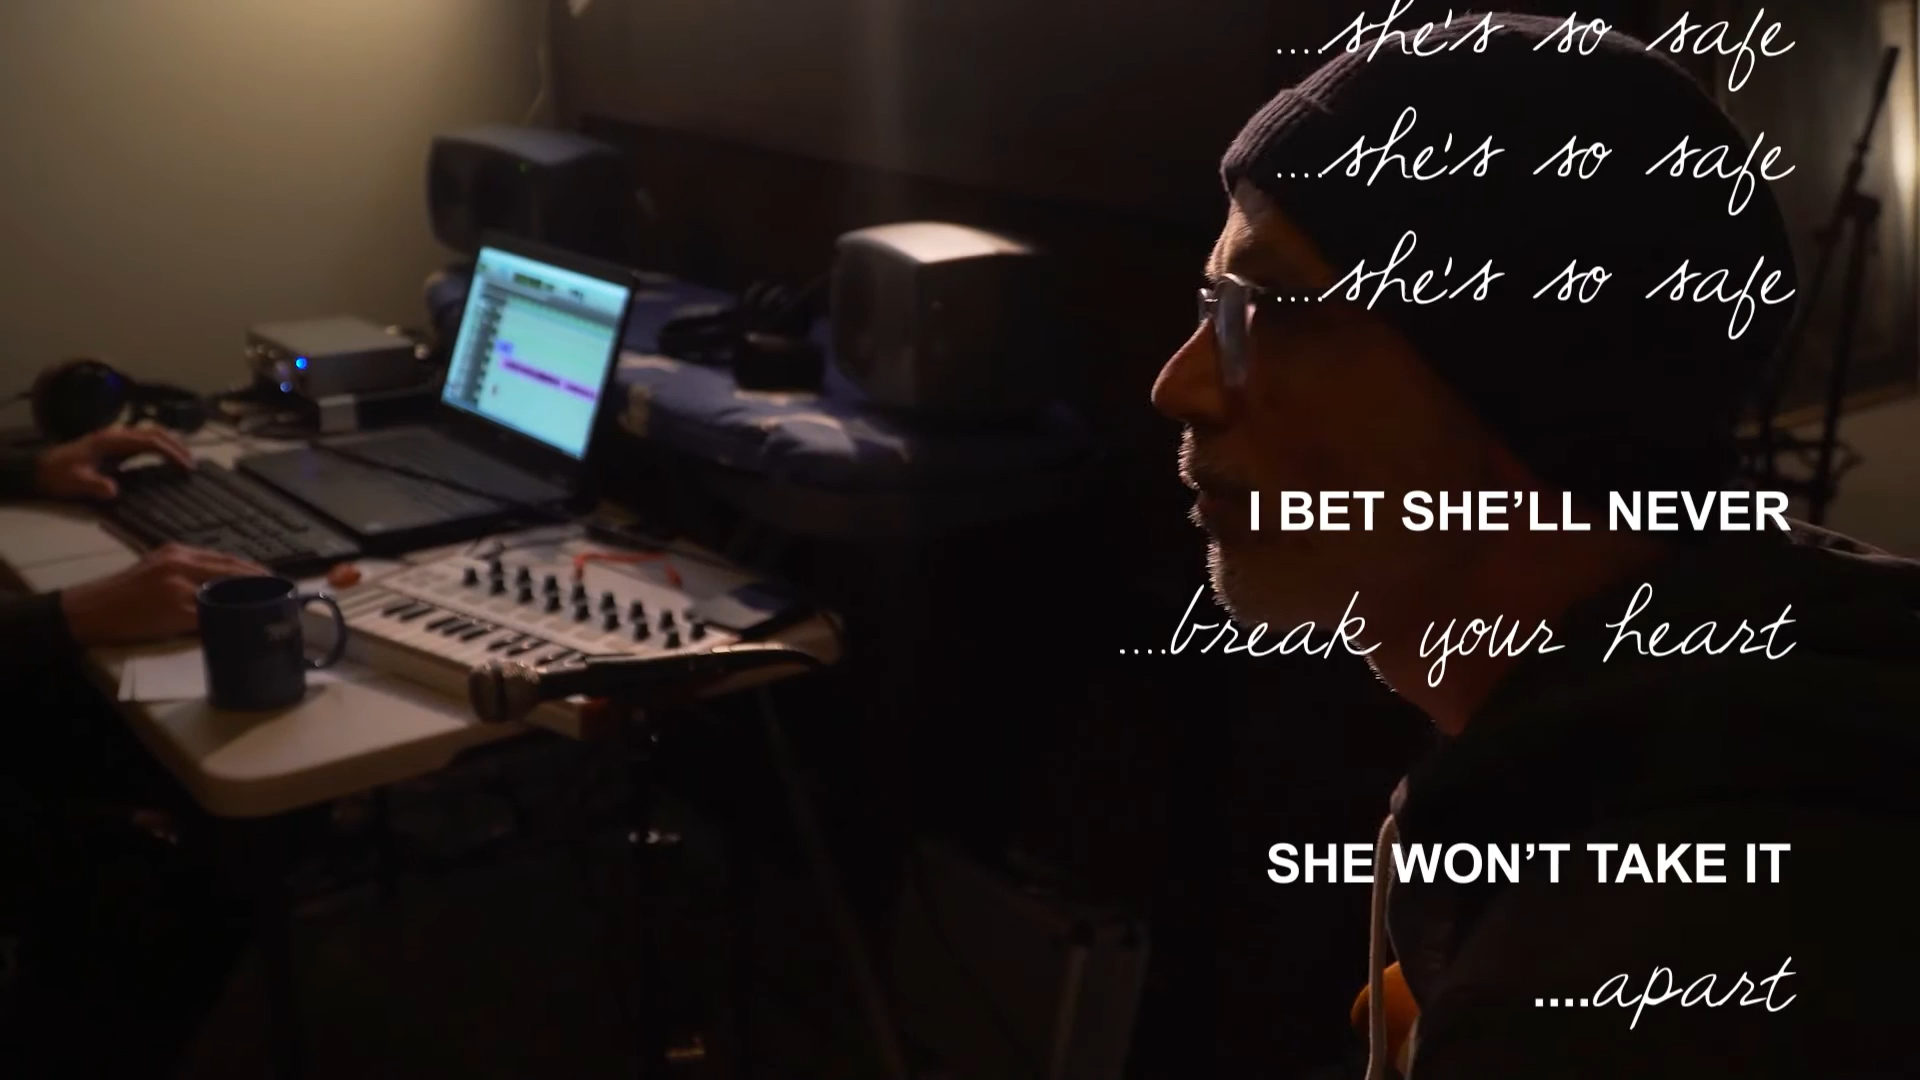 ....she's so safe
....she's so safe
....she's so safe
I BET SHE’LL NEVER
....break your heart
SHE WON’T TAKE IT
....apart